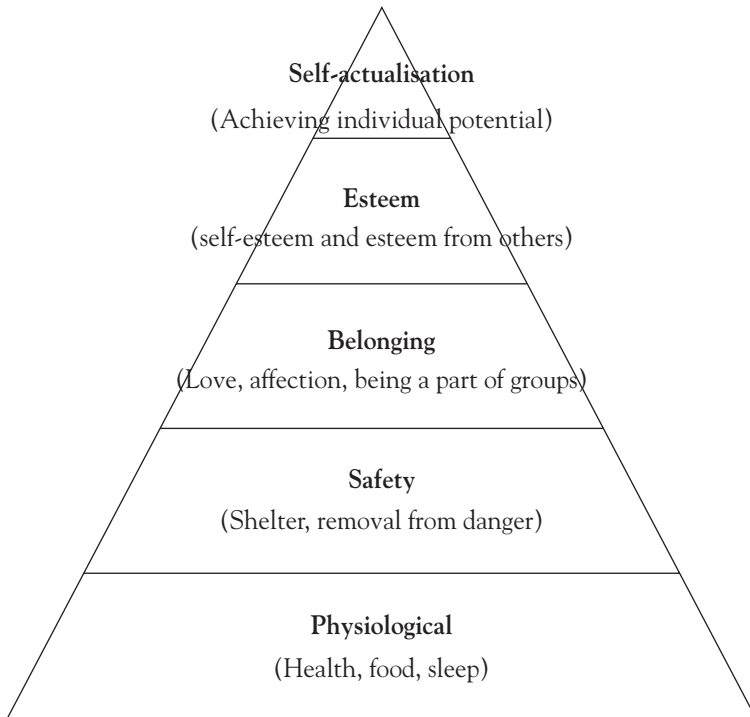 Self-actualisation
(Achieving individual potential)
Esteem
(self-esteem and esteem from others)
Belonging
(Love, affection, being a part of groups)
Safety
(Shelter, removal from danger)
Physiological
(Health, food, sleep)